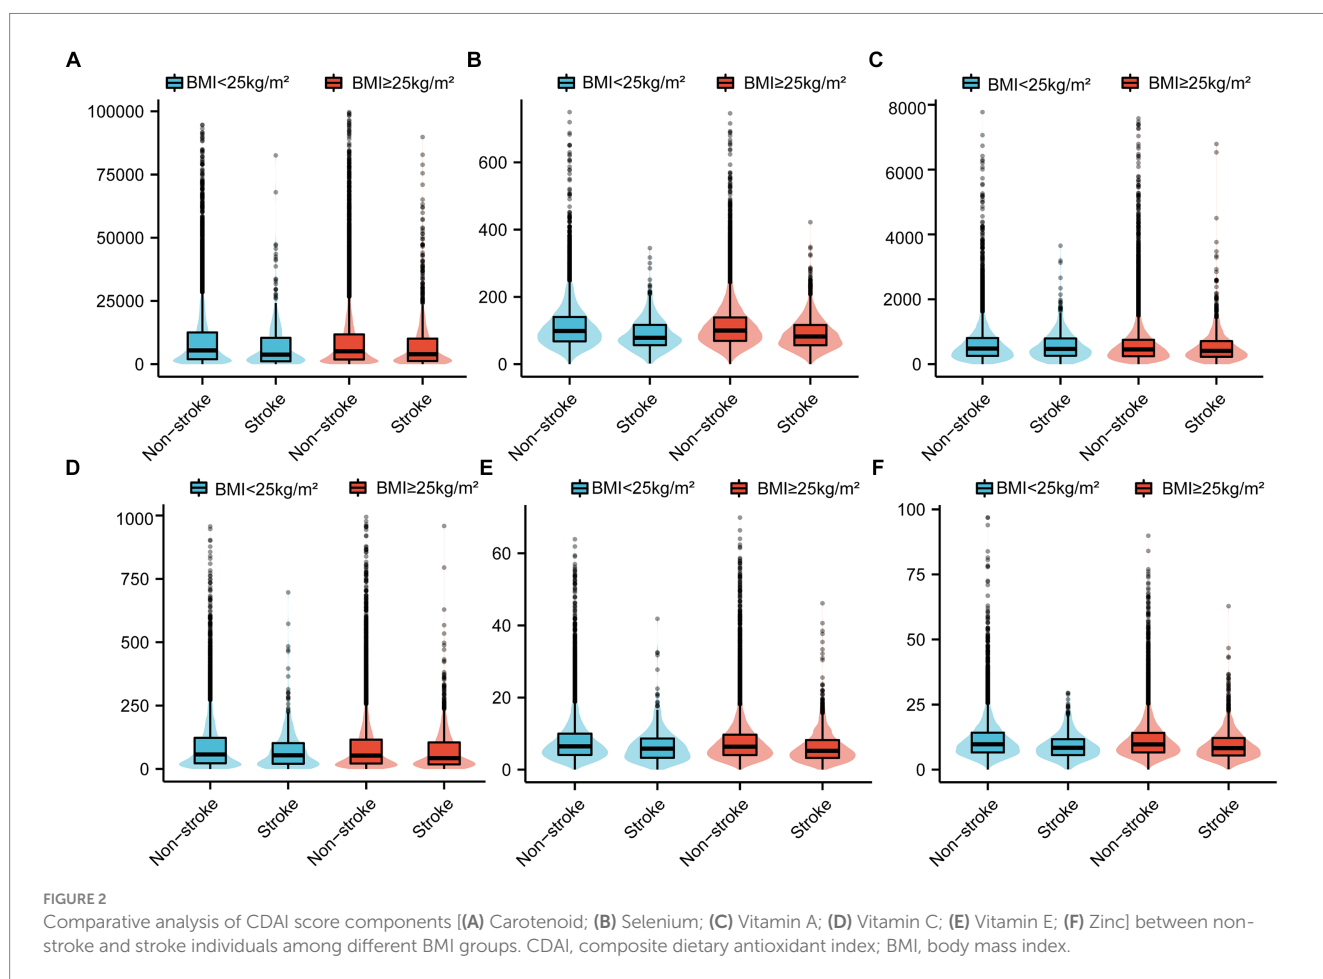 A
BMI<25kg/m²
BMI≥25kg/m²
100000
75000
50000
25000
0
Non-stroke
Stroke
Non-stroke
Stroke
B
BMI<25kg/m²
BMI≥25kg/m²
600
400
200
0
Non-stroke
Stroke
Non-stroke
Stroke
C
BMI<25kg/m²
BMI≥25kg/m²
8000
6000
4000
2000
0
Non-stroke
Stroke
Non-stroke
Stroke
D
BMI<25kg/m²
BMI≥25kg/m²
1000
750
500
250
0
Non-stroke
Stroke
Non-stroke
Stroke
E
BMI<25kg/m²
BMI≥25kg/m²
60
40
20
0
Non-stroke
Stroke
Non-stroke
Stroke
F
BMI<25kg/m²
BMI≥25kg/m²
100
75
50
25
0
Non-stroke
Stroke
Non-stroke
Stroke
FIGURE 2
Comparative analysis of CDAI score components [(A) Carotenoid; (B) Selenium; (C) Vitamin A; (D) Vitamin C; (E) Vitamin E; (F) Zinc] between non-
stroke and stroke individuals among different BMI groups. CDAI, composite dietary antioxidant index; BMI, body mass index.